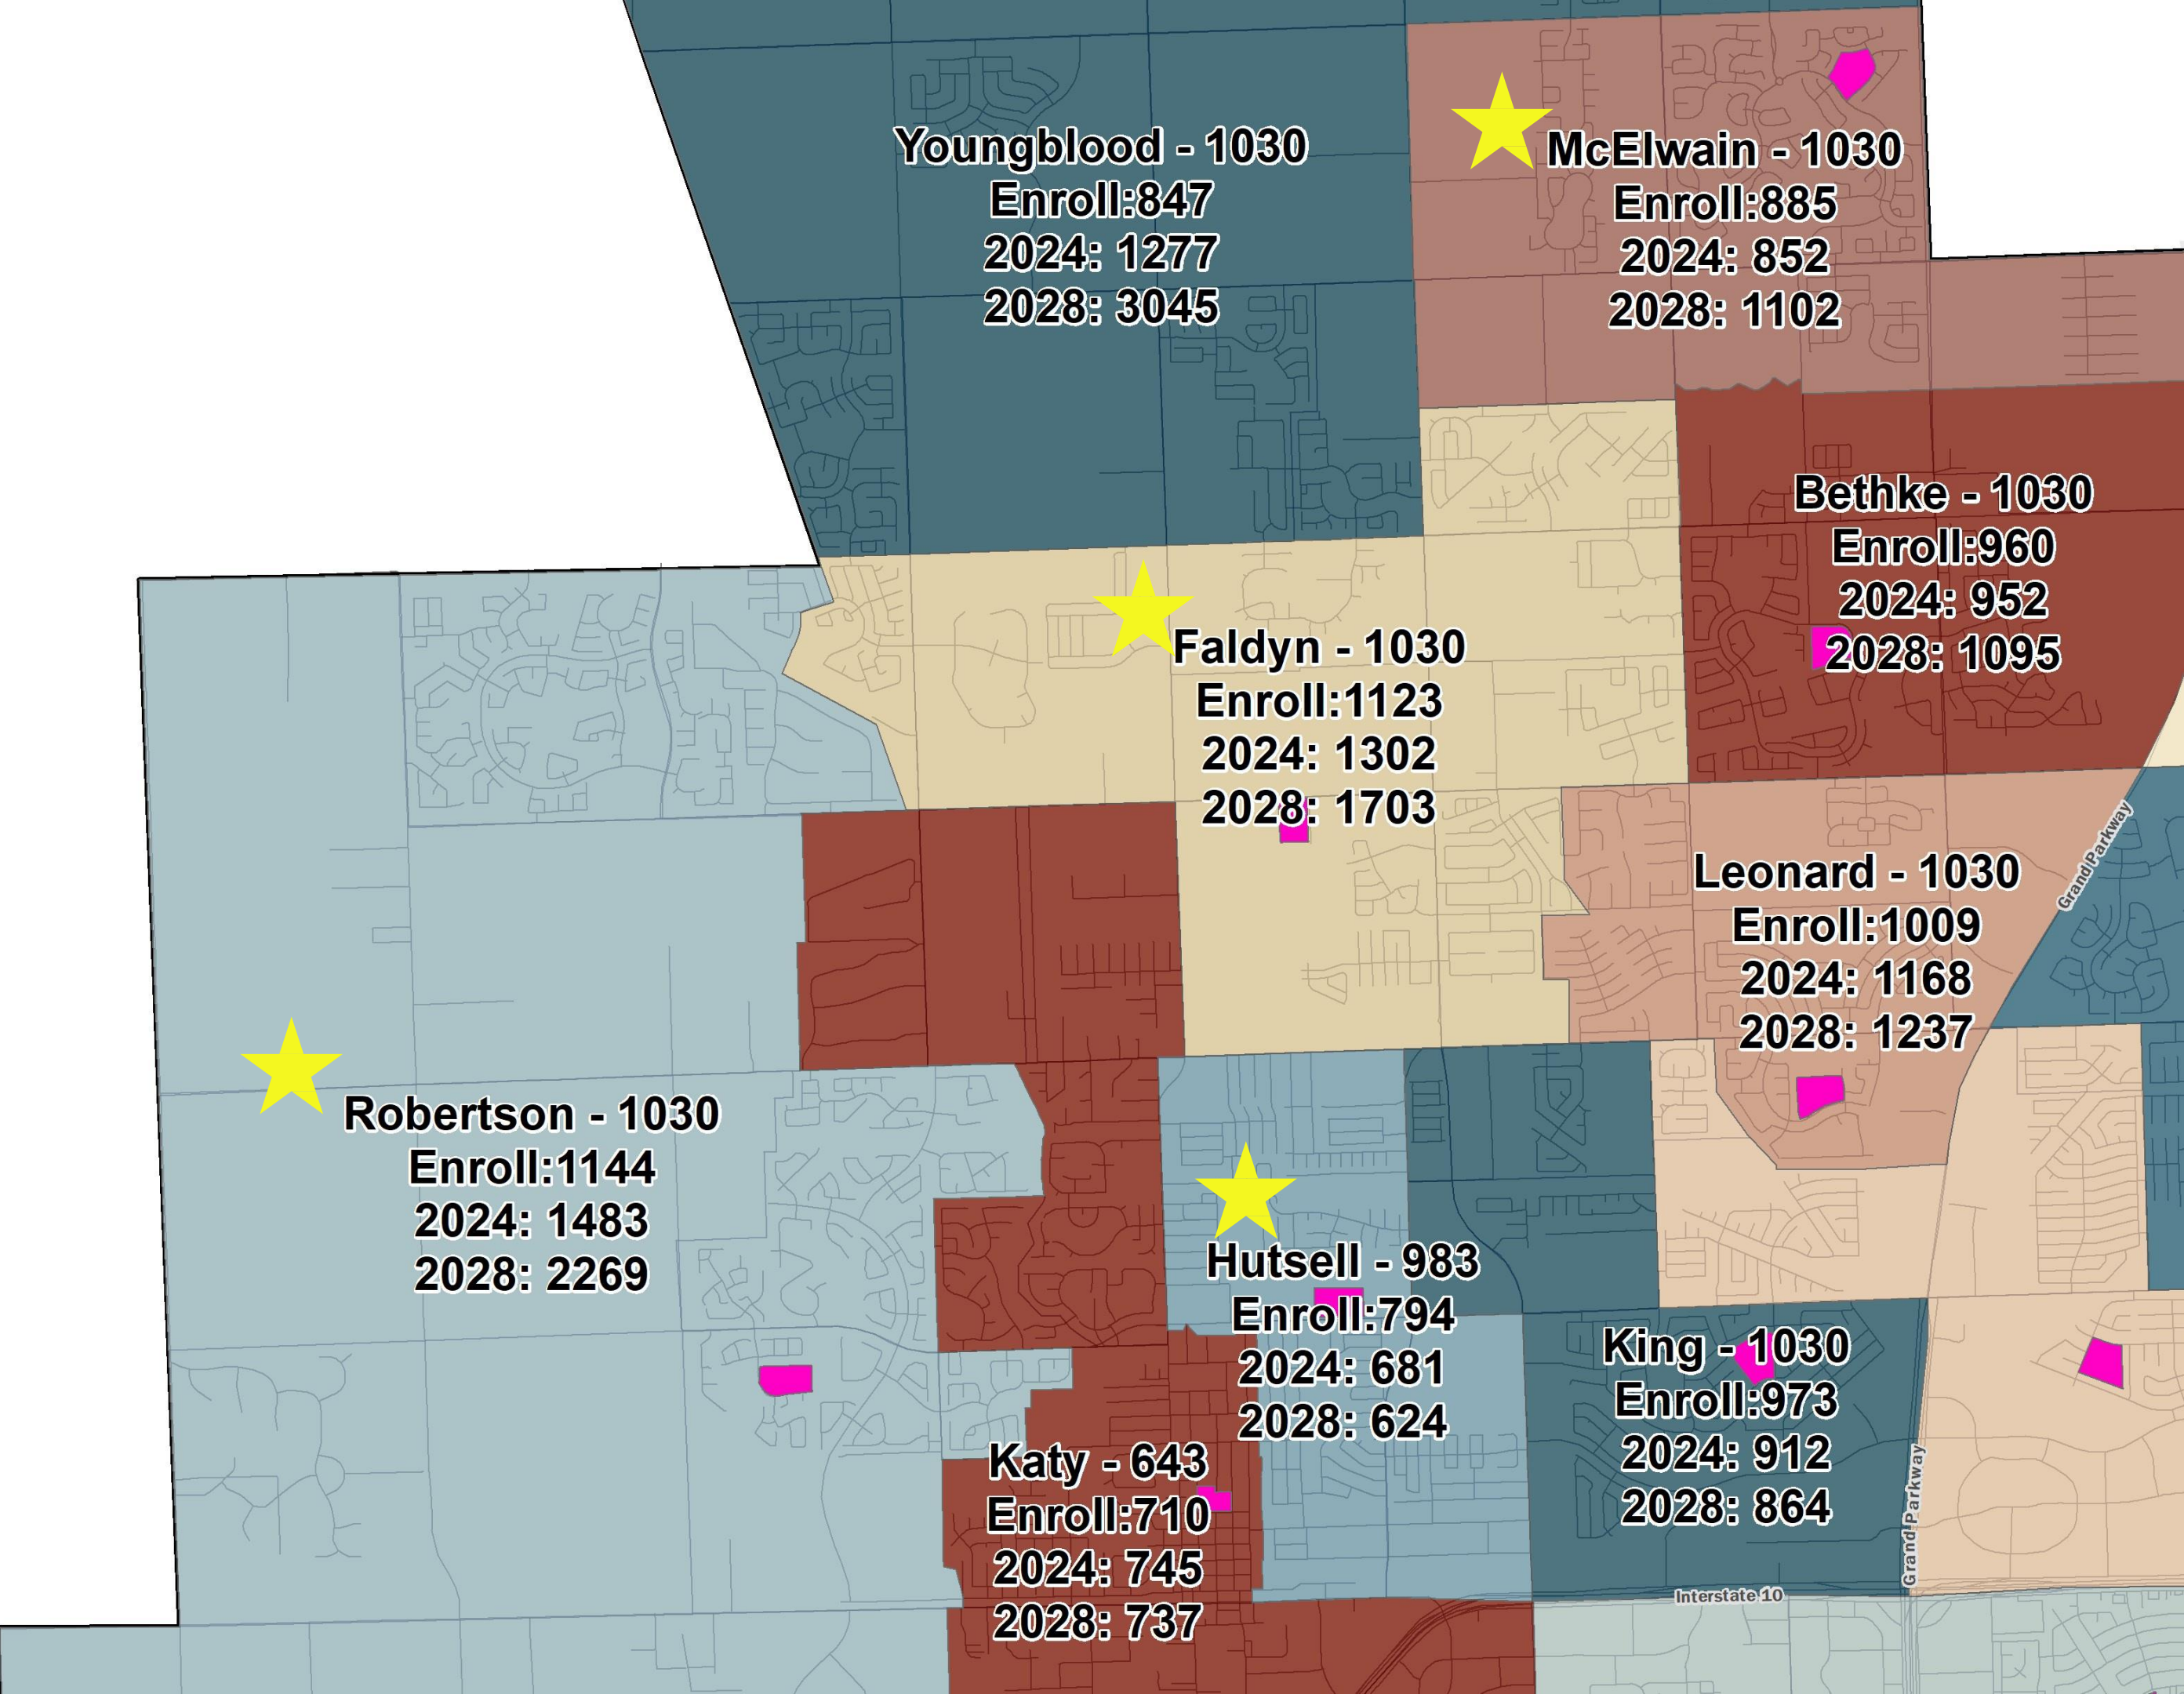 Youngblood - 1030
Enroll:847
2024: 1277
2028: 3045
McElwain - 1030
Enroll:885
2024: 852
2028: 1102
Bethke - 1030
Enroll:960
2024: 952
2028: 1095
Faldyn - 1030
Enroll:1123
2024: 1302
2028: 1703
Leonard - 1030
Enroll:1009
2024: 1168
2028: 1237
Grand Parkway
Robertson - 1030
Enroll:1144
2024: 1483
2028: 2269
Hutsell - 983
Enroll:794
2024: 681
2028: 624
King - 1030
Enroll:973
2024: 912
2028: 864
Katy - 643
Enroll:710
2024: 745
2028: 737
Grand Parkway
Interstate 10